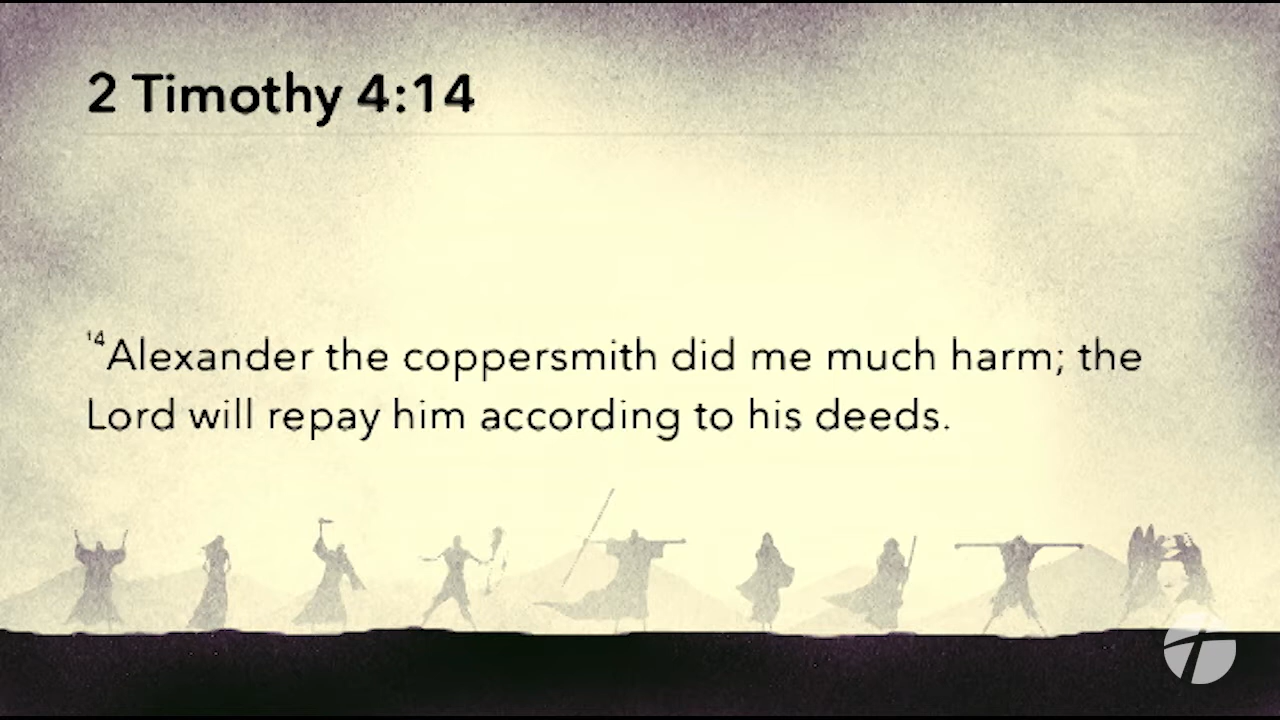 2 Timothy 4:14
14Alexander the coppersmith did me much harm; the
Lord will repay him according to his deeds.